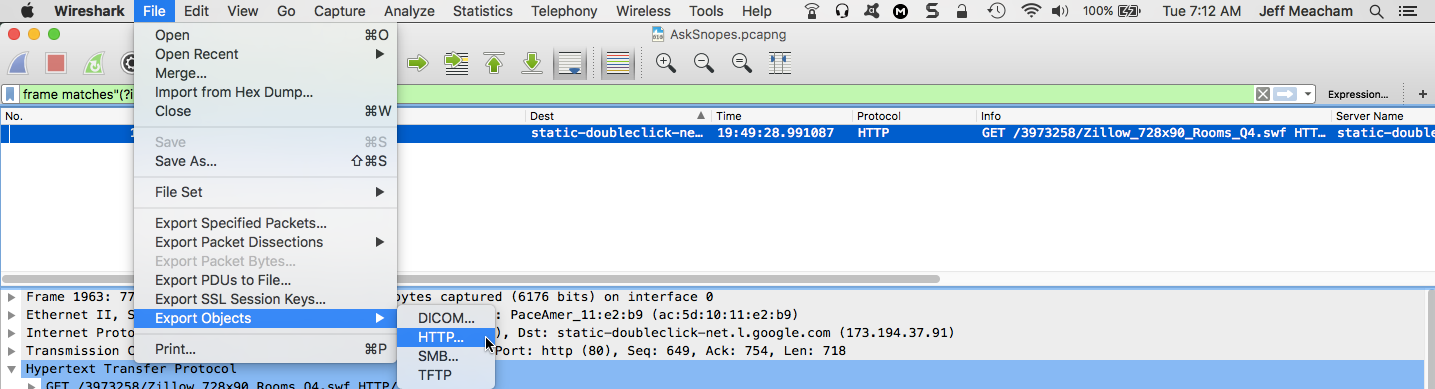 Wireshark File Edit View Go Capture Analyze Statistics Telephony Wireless Tools Help 100% Tue 7:12 AM Jeff Meacham
AskSnopes.pcapng
Open ⌘O
Open Recent
Merge...
Import from Hex Dump...
Close ⌘W
Save ⌘S
Save As... ⇧⌘S
File Set
Export Specified Packets...
Export Packet Dissections
Export Packet Bytes...
Export PDUs to File...
Export SSL Session Keys...
Export Objects
Print... ⌘P
DICOM...
HTTP...
SMB...
TFTP
frame matches"(?i Expression... +
No. Dest Time Protocol Info Server Name
1 static-doubleclick-ne... 19:49:28.991087 HTTP GET /3973258/Zillow_728x90_Rooms_Q4.swf HTT... static-double
Frame 1963: 77 bytes captured (6176 bits) on interface 0
Ethernet II, S : PaceAmer_11:e2:b9 (ac:5d:10:11:e2:b9)
Internet Proto ), Dst: static-doubleclick-net.l.google.com (173.194.37.91)
Transmission C Port: http (80), Seq: 649, Ack: 754, Len: 718
Hypertext Transfer Protocol
GET /3973258/Zillow_728x90_Rooms_Q4.swf HTTP/